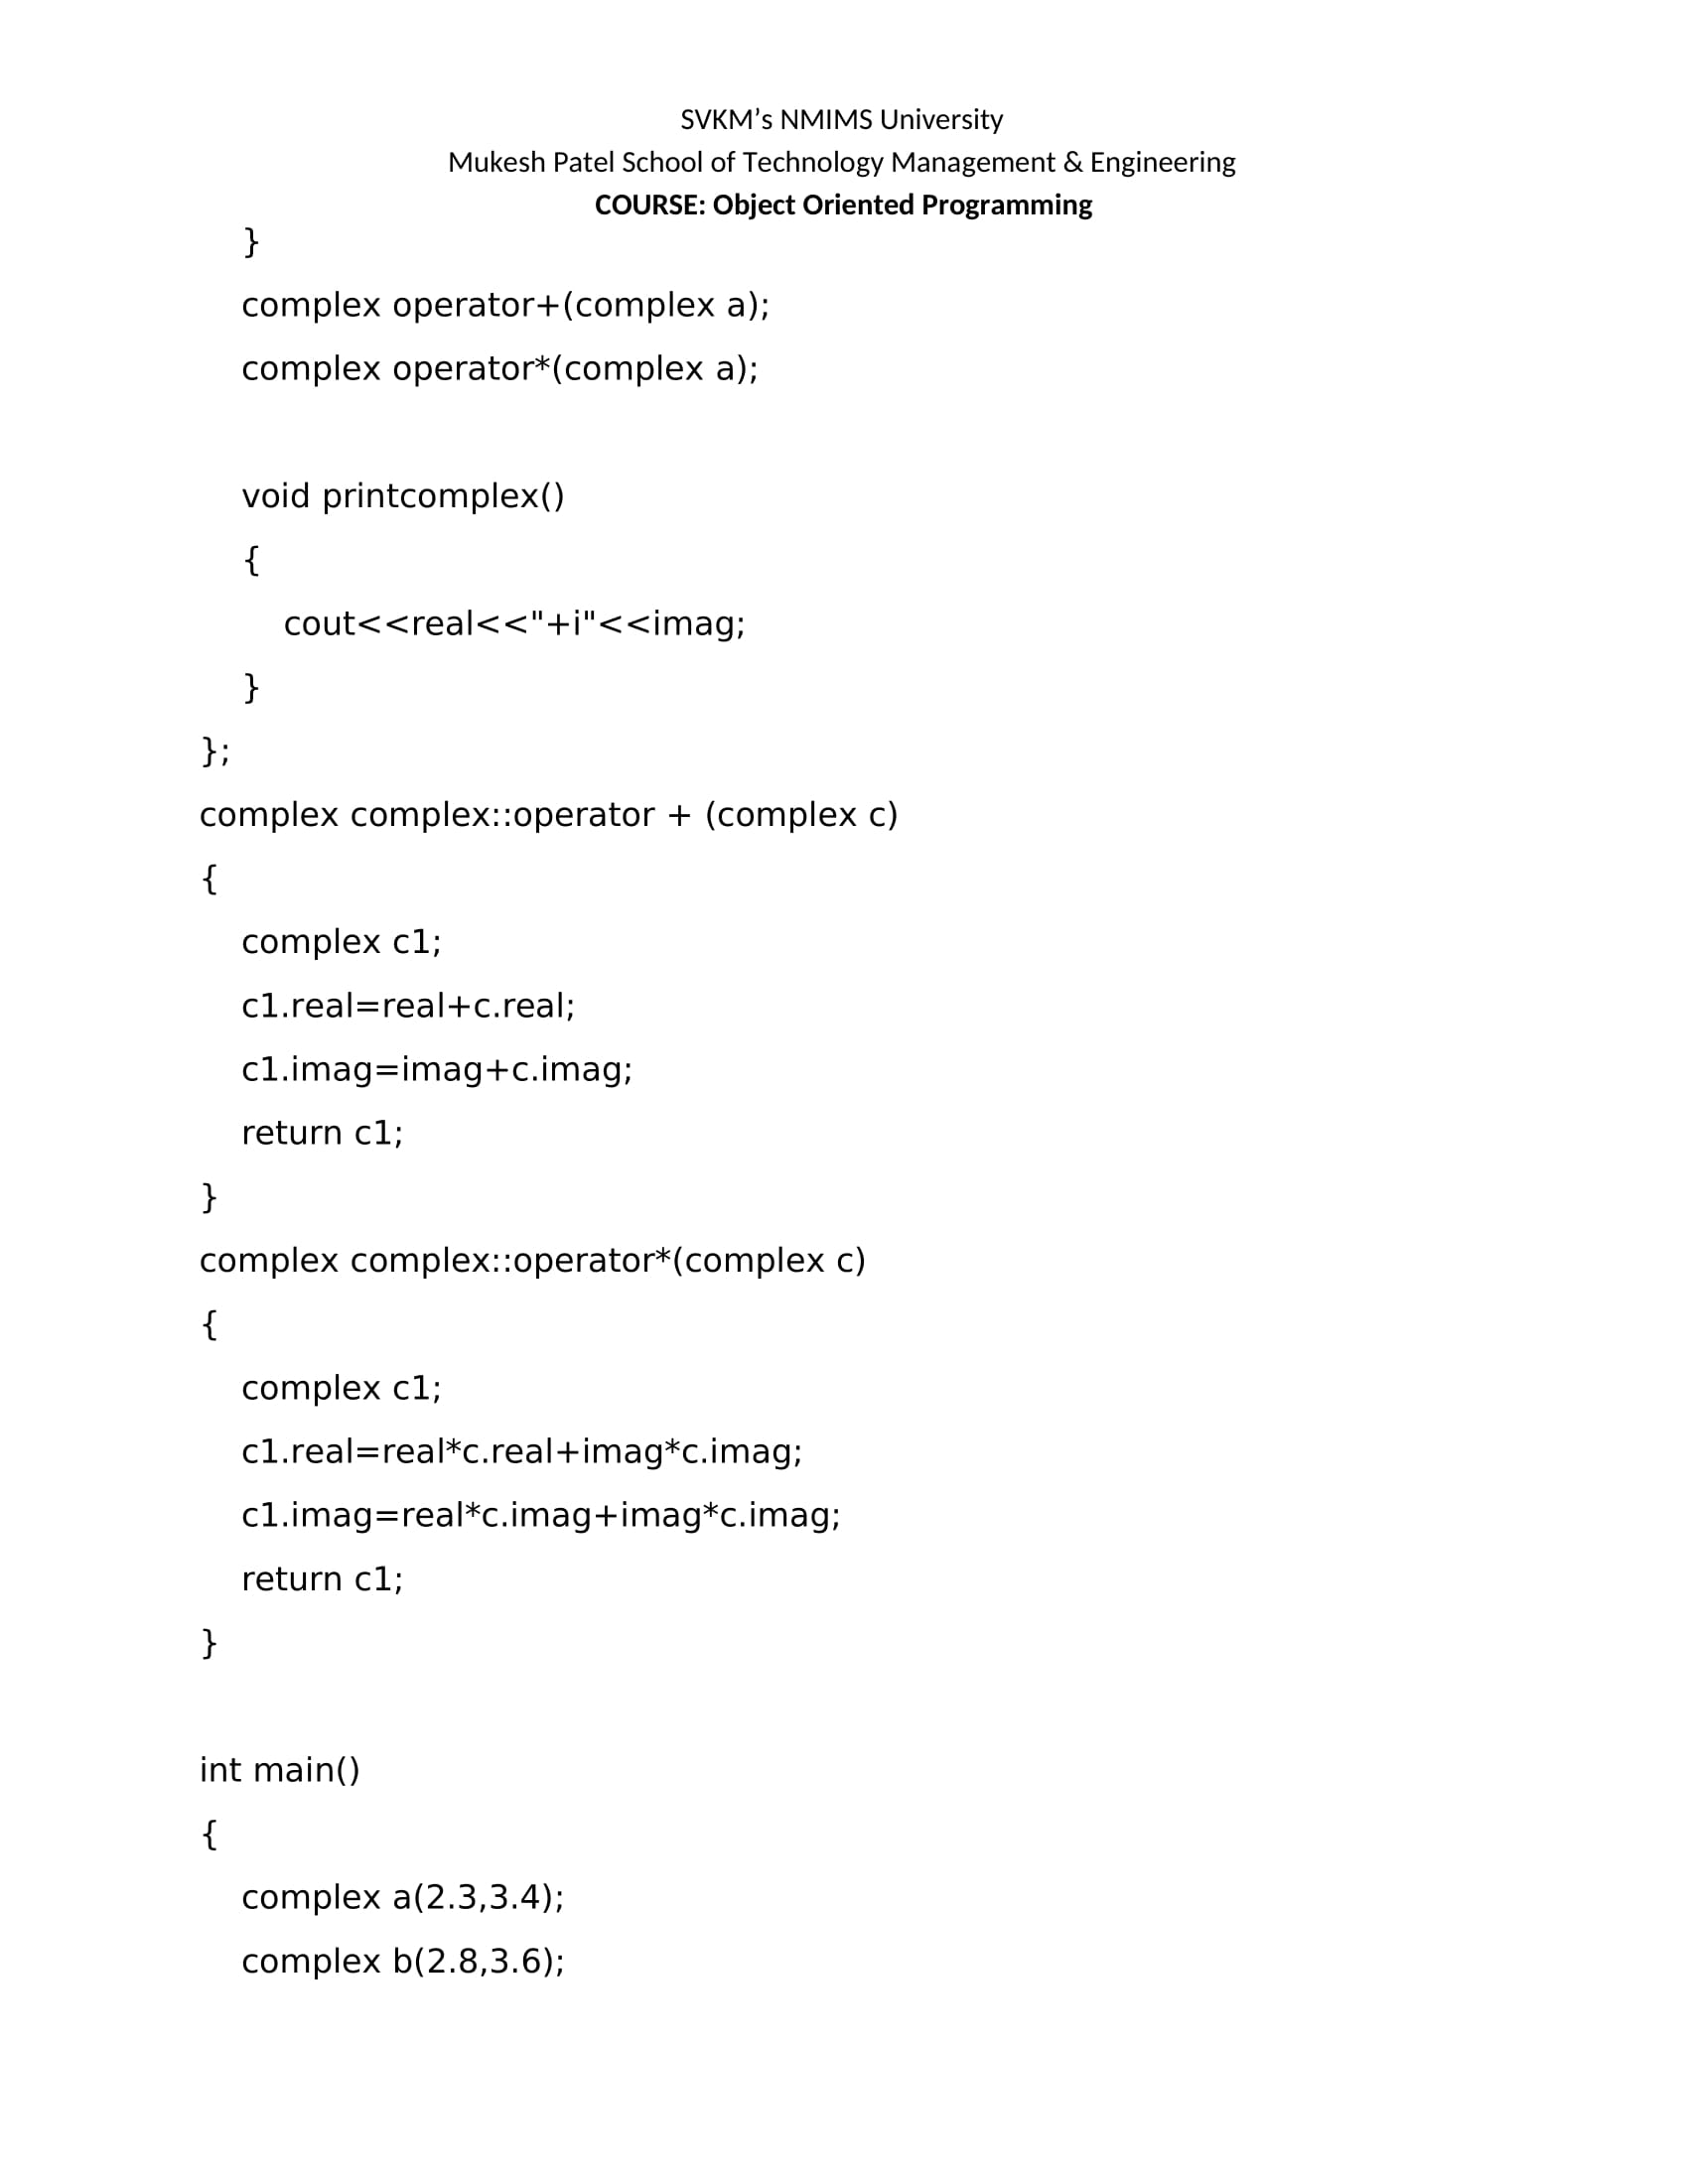 SVKM’s NMIMS University
Mukesh Patel School of Technology Management & Engineering
COURSE: Object Oriented Programming
}
complex operator+(complex a);
complex operator*(complex a);
void printcomplex()
{
cout<<real<<"+i"<<imag;
}
};
complex complex::operator + (complex c)
{
complex c1;
c1.real=real+c.real;
c1.imag=imag+c.imag;
return c1;
}
complex complex::operator*(complex c)
{
complex c1;
c1.real=real*c.real+imag*c.imag;
c1.imag=real*c.imag+imag*c.imag;
return c1;
}
int main()
{
complex a(2.3,3.4);
complex b(2.8,3.6);